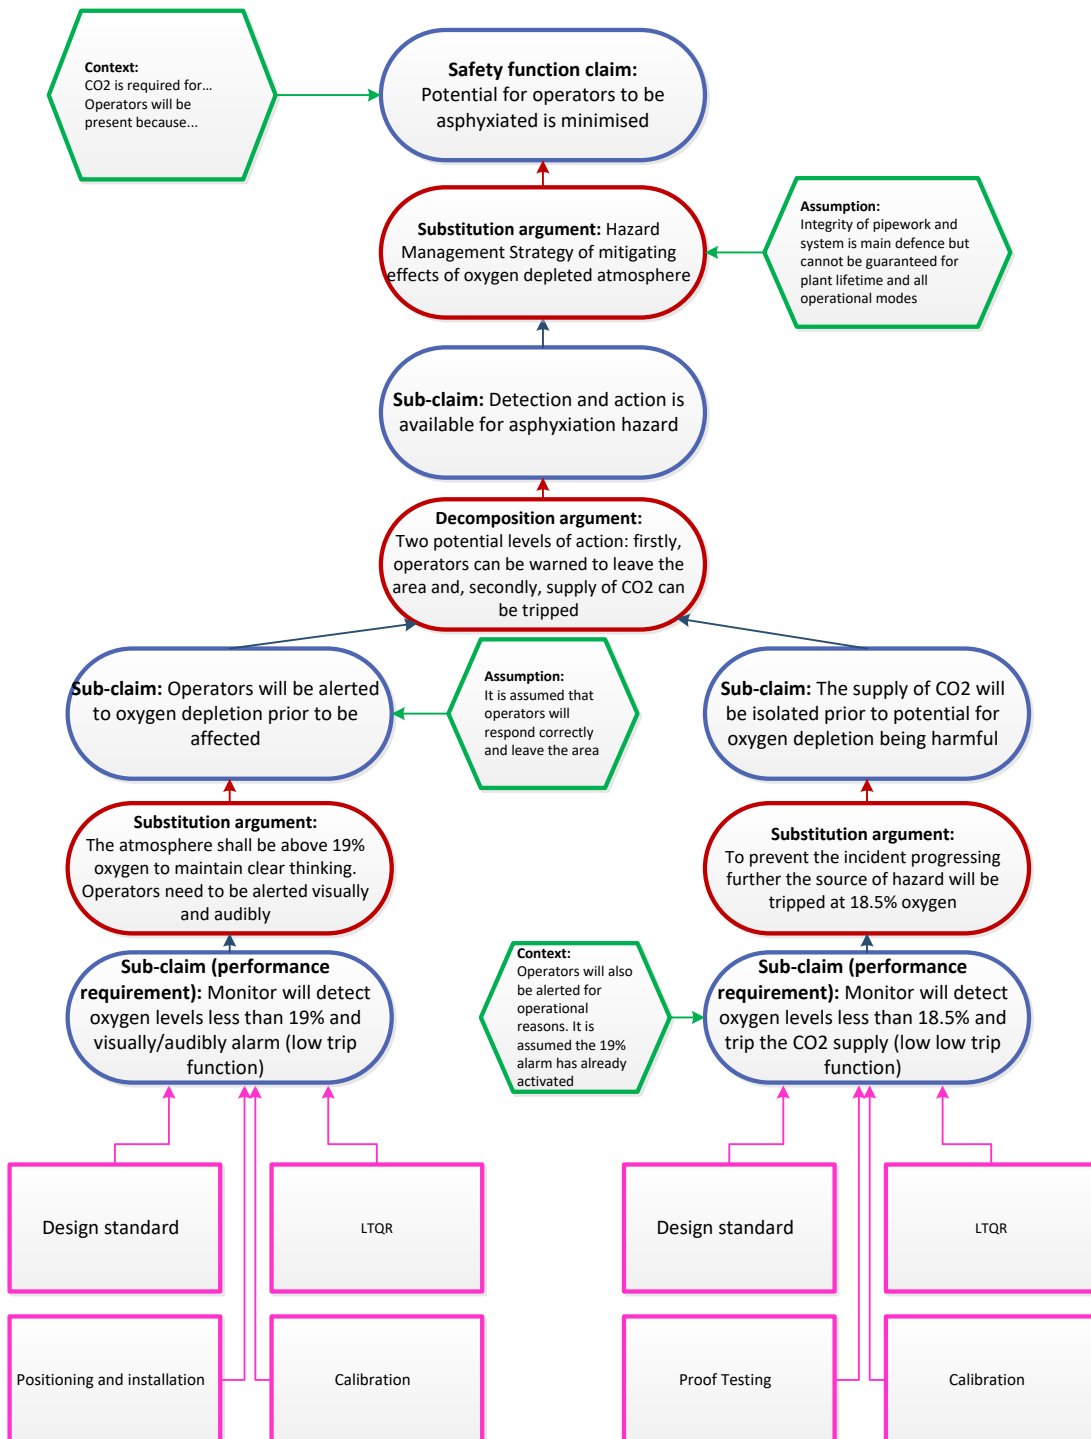 Context:
CO2 is required for...
Operators will be
present because...
Safety function claim:
Potential for operators to be
asphyxiated is minimised
Substitution argument: Hazard
Management Strategy of mitigating
effects of oxygen depleted atmosphere
Assumption:
Integrity of pipework and
system is main defence but
cannot be guaranteed for
plant lifetime and all
operational modes
Sub-claim: Detection and action is
available for asphyxiation hazard
Decomposition argument:
Two potential levels of action: firstly,
operators can be warned to leave the
area and, secondly, supply of CO2 can
be tripped
Sub-claim: Operators will be alerted
to oxygen depletion prior to be
affected
Assumption:
It is assumed that
operators will
respond correctly
and leave the area
Sub-claim: The supply of CO2 will
be isolated prior to potential for
oxygen depletion being harmful
Substitution argument:
The atmosphere shall be above 19%
oxygen to maintain clear thinking.
Operators need to be alerted visually
and audibly
Substitution argument:
To prevent the incident progressing
further the source of hazard will be
tripped at 18.5% oxygen
Sub-claim (performance
requirement): Monitor will detect
oxygen levels less than 19% and
visually/audibly alarm (low trip
function)
Context:
Operators will also
be alerted for
operational
reasons. It is
assumed the 19%
alarm has already
activated
Sub-claim (performance
requirement): Monitor will detect
oxygen levels less than 18.5% and
trip the CO2 supply (low low trip
function)
Design standard
LTQR
Design standard
LTQR
Positioning and installation
Calibration
Proof Testing
Calibration